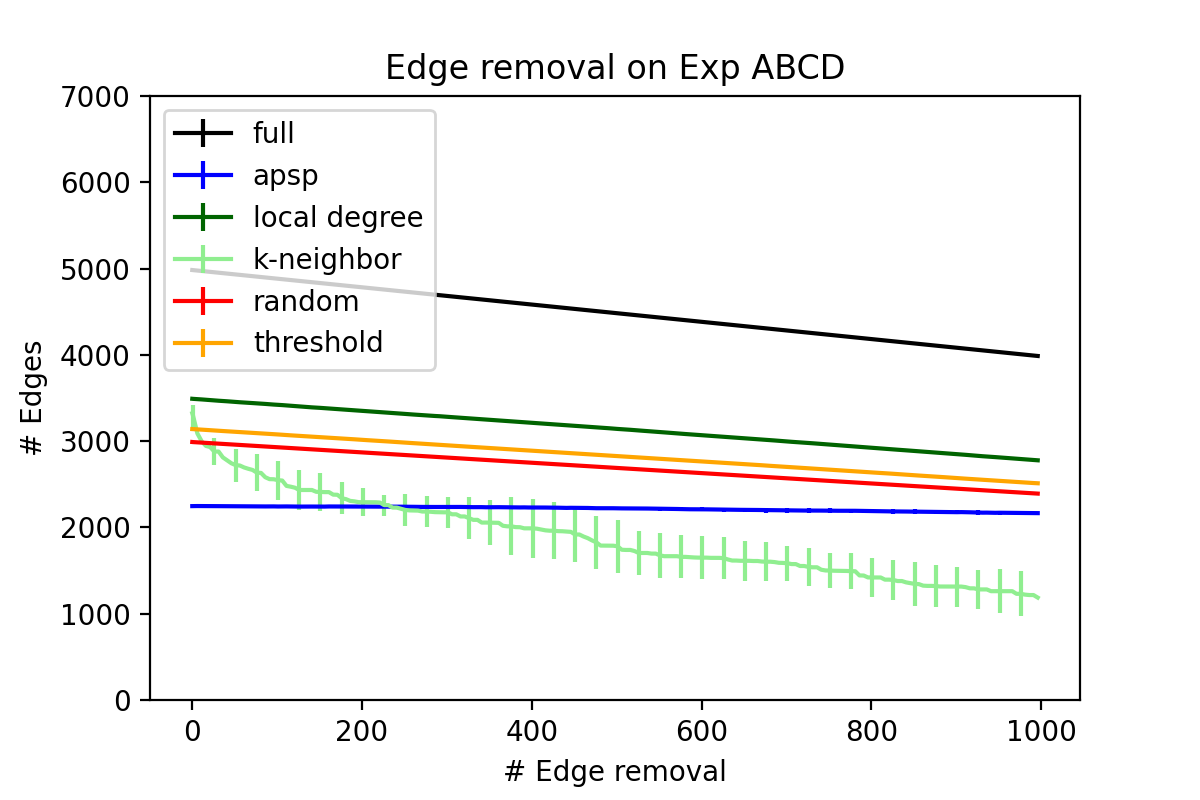 Edge removal on Exp ABCD
# Edges
7000
6000
5000
4000
3000
2000
1000
0
full
apsp
local degree
k-neighbor
random
threshold
0 200 400 600 800 1000
# Edge removal